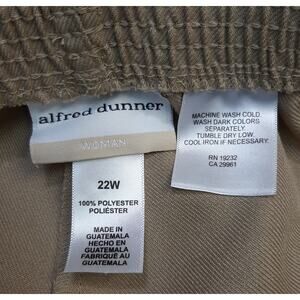 alfred dunner
WOMAN
22W
100% POLYESTER
POLIÉSTER
MADE IN
GUATEMALA
HECHO EN
GUATEMALA
FABRIQUÉ AU
GUATEMALA
MACHINE WASH COLD.
WASH DARK COLORS
SEPARATELY.
TUMBLE DRY LOW.
COOL IRON IF NECESSARY.
RN 19232
CA 29961